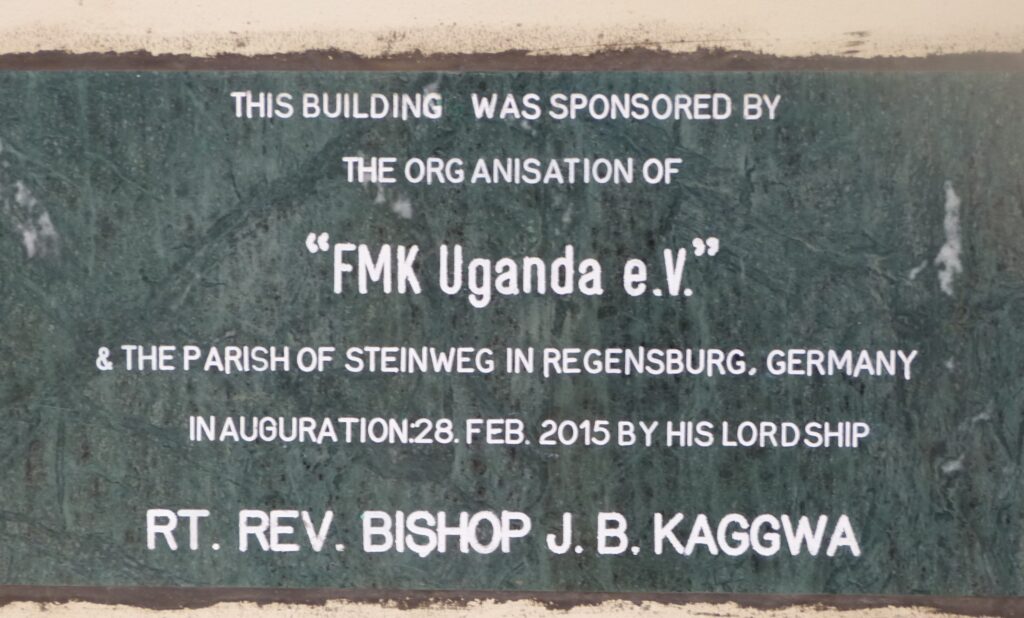 THIS BUILDING WAS SPONSORED BY
THE ORGANISATION OF
“FMK Uganda e.V.”
& THE PARISH OF STEINWEG IN REGENSBURG, GERMANY
INAUGURATION:28. FEB. 2015 BY HIS LORDSHIP
RT. REV. BISHOP J. B. KAGGWA